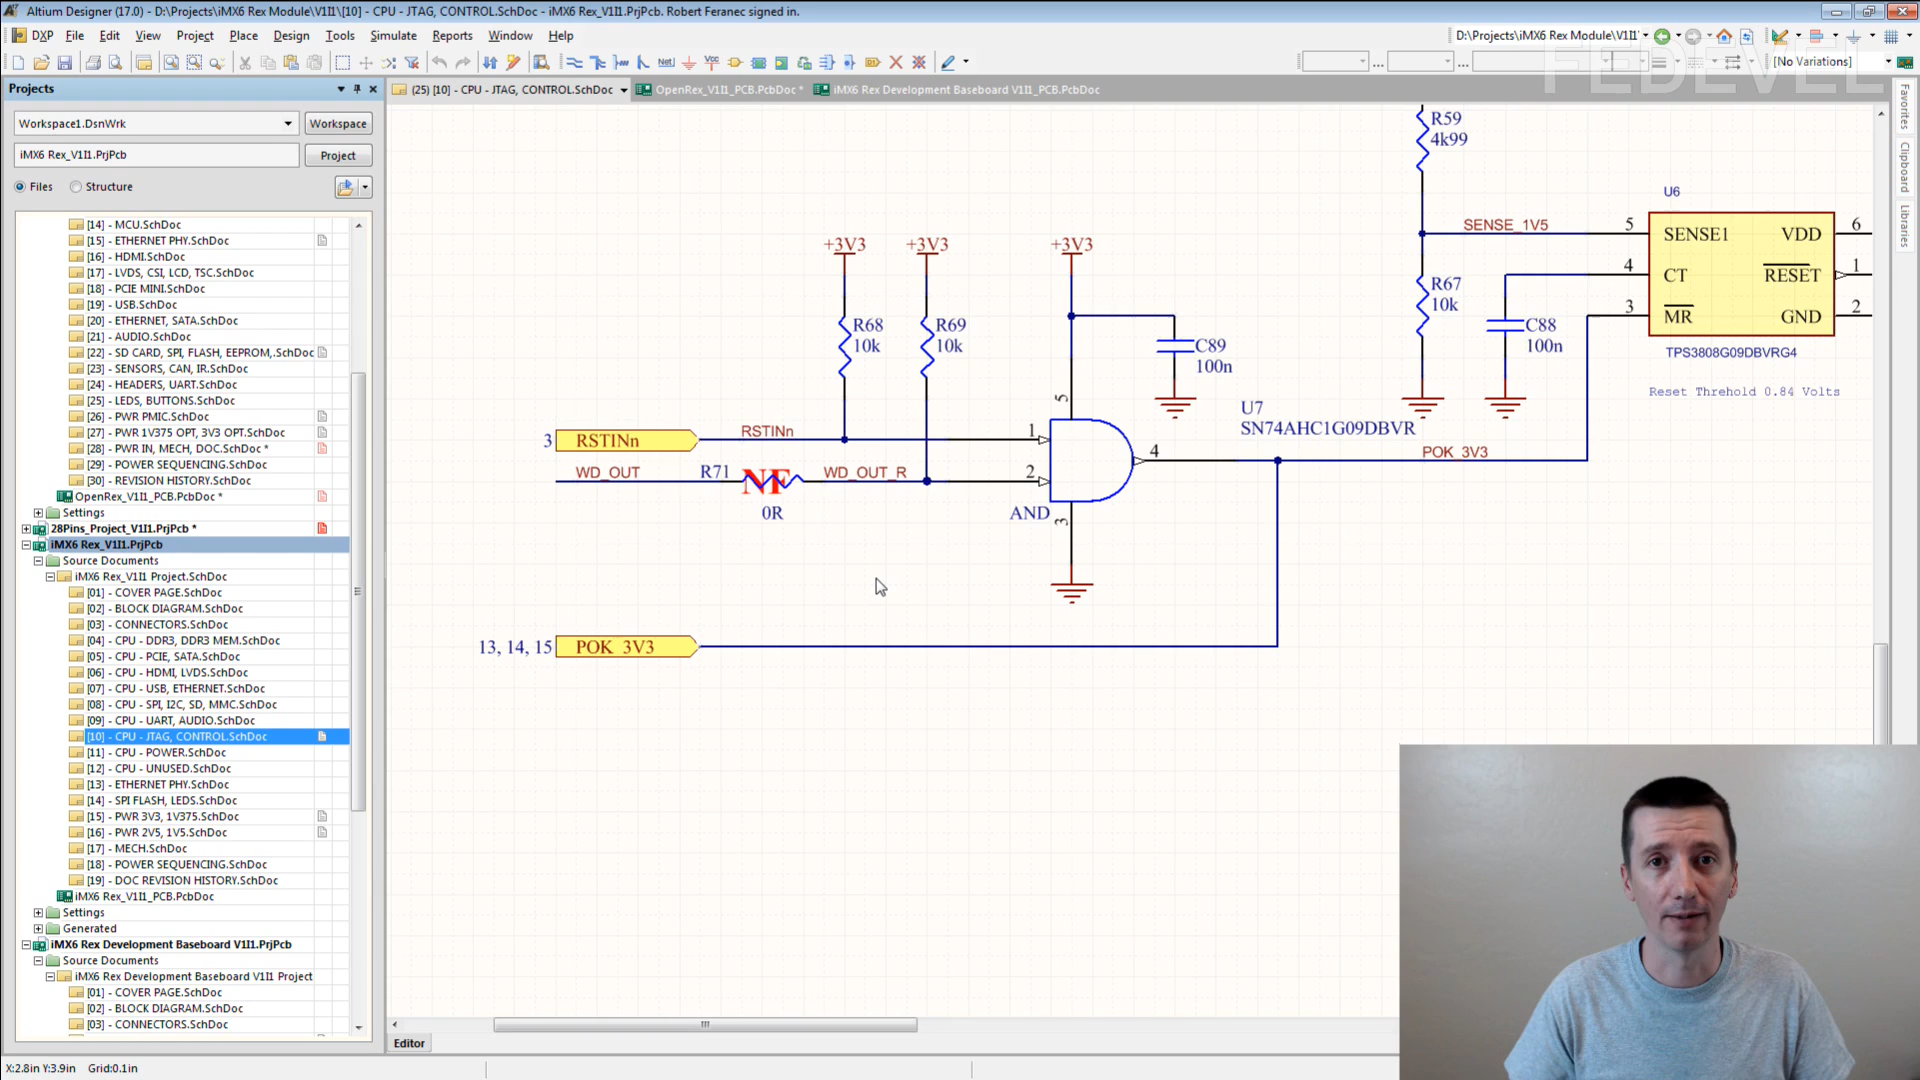 Altium Designer (17.0) - D:\Projects\iMX6 Rex Module\V1I1\[10] - CPU - JTAG, CONTROL.SchDoc - iMX6 Rex_V1I1.PrjPcb. Robert Feranec signed in.
DXP File Edit View Project Place Design Tools Simulate Reports Window Help
D:\Projects\iMX6 Rex Module\V1I1'
FEDEVEL
Net Vcc
... ... [No Variations]
Projects
(25) [10] - CPU - JTAG, CONTROL.SchDoc OpenRex_V1I1_PCB.PcbDoc * iMX6 Rex Development Baseboard V1I1_PCB.PcbDoc
Favorites
Clipboard
Libraries
Workspace1.DsnWrk Workspace
iMX6 Rex_V1I1.PrjPcb Project
Files Structure
[14] - MCU.SchDoc
[15] - ETHERNET PHY.SchDoc
[16] - HDMI.SchDoc
[17] - LVDS, CSI, LCD, TSC.SchDoc
[18] - PCIE MINI.SchDoc
[19] - USB.SchDoc
[20] - ETHERNET, SATA.SchDoc
[21] - AUDIO.SchDoc
[22] - SD CARD, SPI, FLASH, EEPROM,.SchDoc
[23] - SENSORS, CAN, IR.SchDoc
[24] - HEADERS, UART.SchDoc
[25] - LEDS, BUTTONS.SchDoc
[26] - PWR PMIC.SchDoc
[27] - PWR 1V375 OPT, 3V3 OPT.SchDoc
[28] - PWR IN, MECH, DOC.SchDoc *
[29] - POWER SEQUENCING.SchDoc
[30] - REVISION HISTORY.SchDoc
OpenRex_V1I1_PCB.PcbDoc *
Settings
28Pins_Project_V1I1.PrjPcb *
iMX6 Rex_V1I1.PrjPcb
Source Documents
iMX6 Rex_V1I1 Project.SchDoc
[01] - COVER PAGE.SchDoc
[02] - BLOCK DIAGRAM.SchDoc
[03] - CONNECTORS.SchDoc
[04] - CPU - DDR3, DDR3 MEM.SchDoc
[05] - CPU - PCIE, SATA.SchDoc
[06] - CPU - HDMI, LVDS.SchDoc
[07] - CPU - USB, ETHERNET.SchDoc
[08] - CPU - SPI, I2C, SD, MMC.SchDoc
[09] - CPU - UART, AUDIO.SchDoc
[10] - CPU - JTAG, CONTROL.SchDoc
[11] - CPU - POWER.SchDoc
[12] - CPU - UNUSED.SchDoc
[13] - ETHERNET PHY.SchDoc
[14] - SPI FLASH, LEDS.SchDoc
[15] - PWR 3V3, 1V375.SchDoc
[16] - PWR 2V5, 1V5.SchDoc
[17] - MECH.SchDoc
[18] - POWER SEQUENCING.SchDoc
[19] - DOC REVISION HISTORY.SchDoc
iMX6 Rex_V1I1_PCB.PcbDoc
Settings
Generated
iMX6 Rex Development Baseboard V1I1.PrjPcb
Source Documents
iMX6 Rex Development Baseboard V1I1 Project
[01] - COVER PAGE.SchDoc
[02] - BLOCK DIAGRAM.SchDoc
[03] - CONNECTORS.SchDoc
R59
4k99
U6
SENSE_1V5 5 SENSE1 VDD 6
4 CT RESET 1
3 MR GND 2
TPS3808G09DBVRG4
Reset Threhold 0.84 Volts
R67
10k
C88
100n
+3V3 +3V3 +3V3
R68
10k
R69
10k
C89
100n
5
U7
SN74AHC1G09DBVR
3 RSTINn RSTINn 1
WD_OUT R71 NF WD_OUT_R 2
0R
AND
3
4
POK_3V3
13, 14, 15 POK_3V3
Editor
X:2.8in Y:3.9in Grid:0.1in